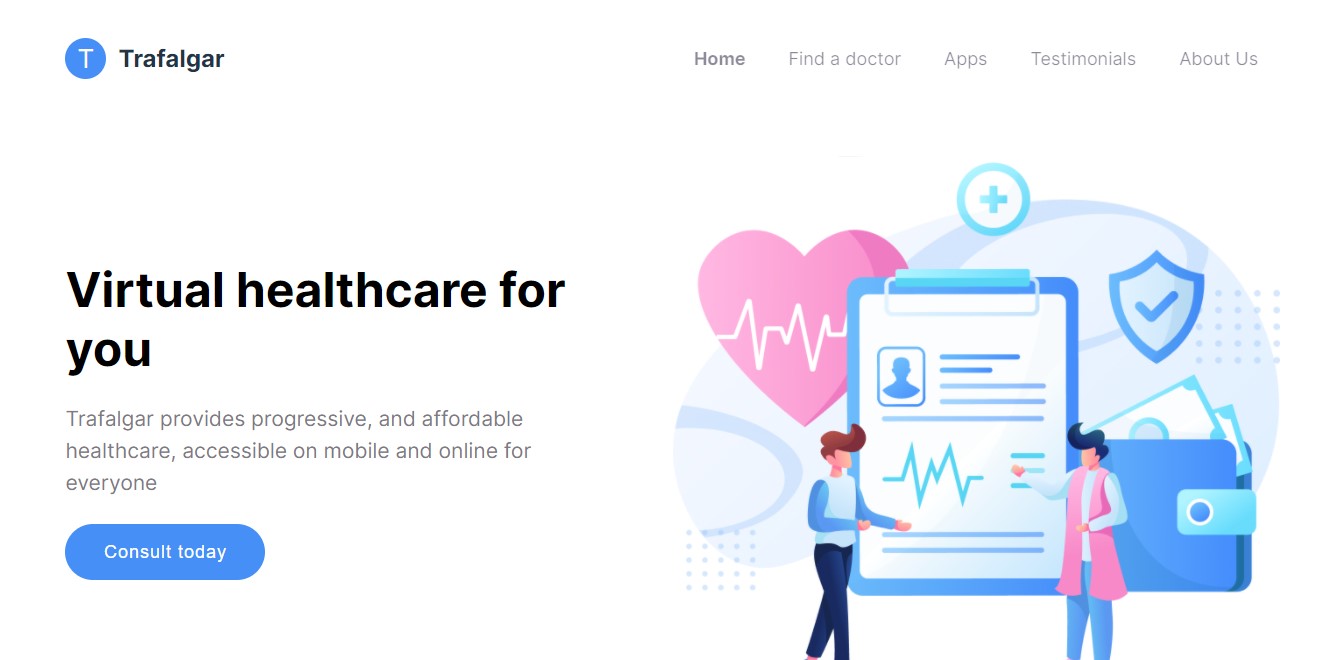 T Trafalgar
Home Find a doctor Apps Testimonials About Us
Virtual healthcare for
you
Trafalgar provides progressive, and affordable
healthcare, accessible on mobile and online for
everyone
Consult today